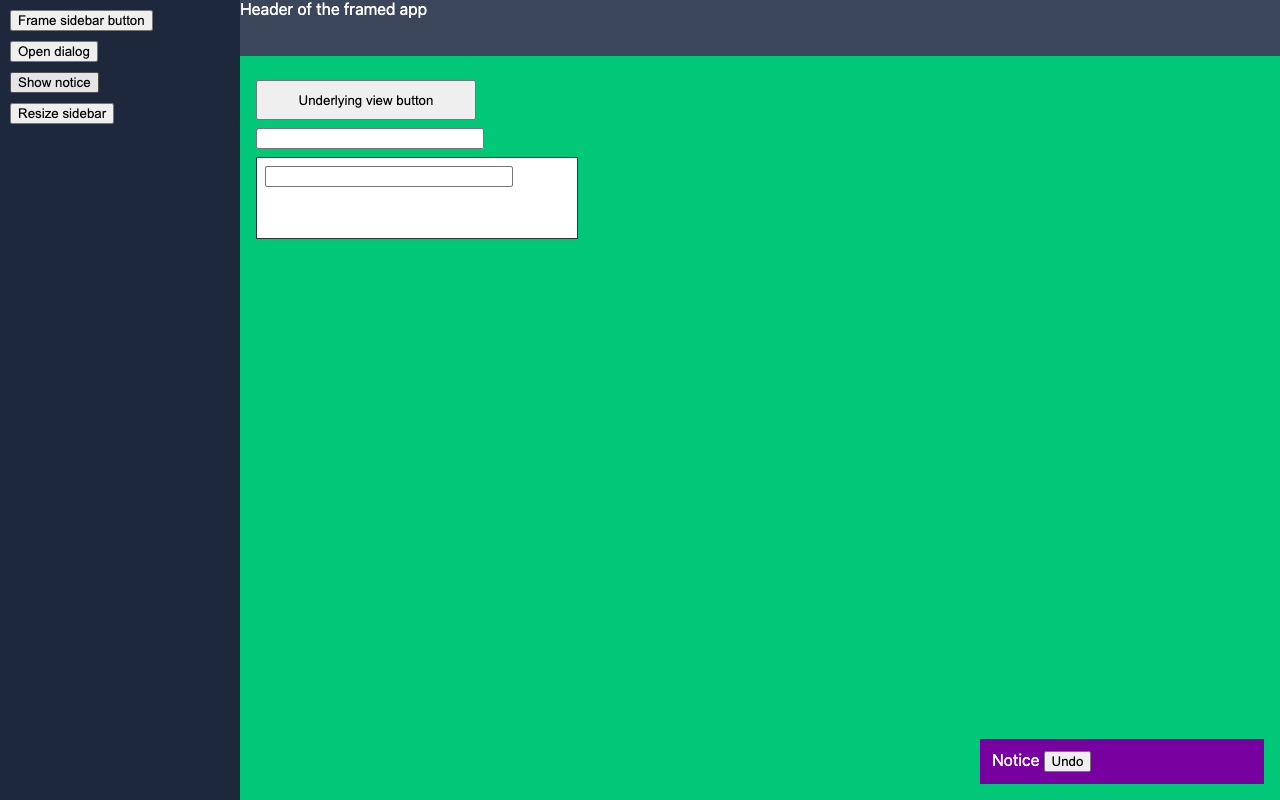 Frame sidebar button
Open dialog
Show notice
Resize sidebar
Header of the framed app
Underlying view button
Notice Undo